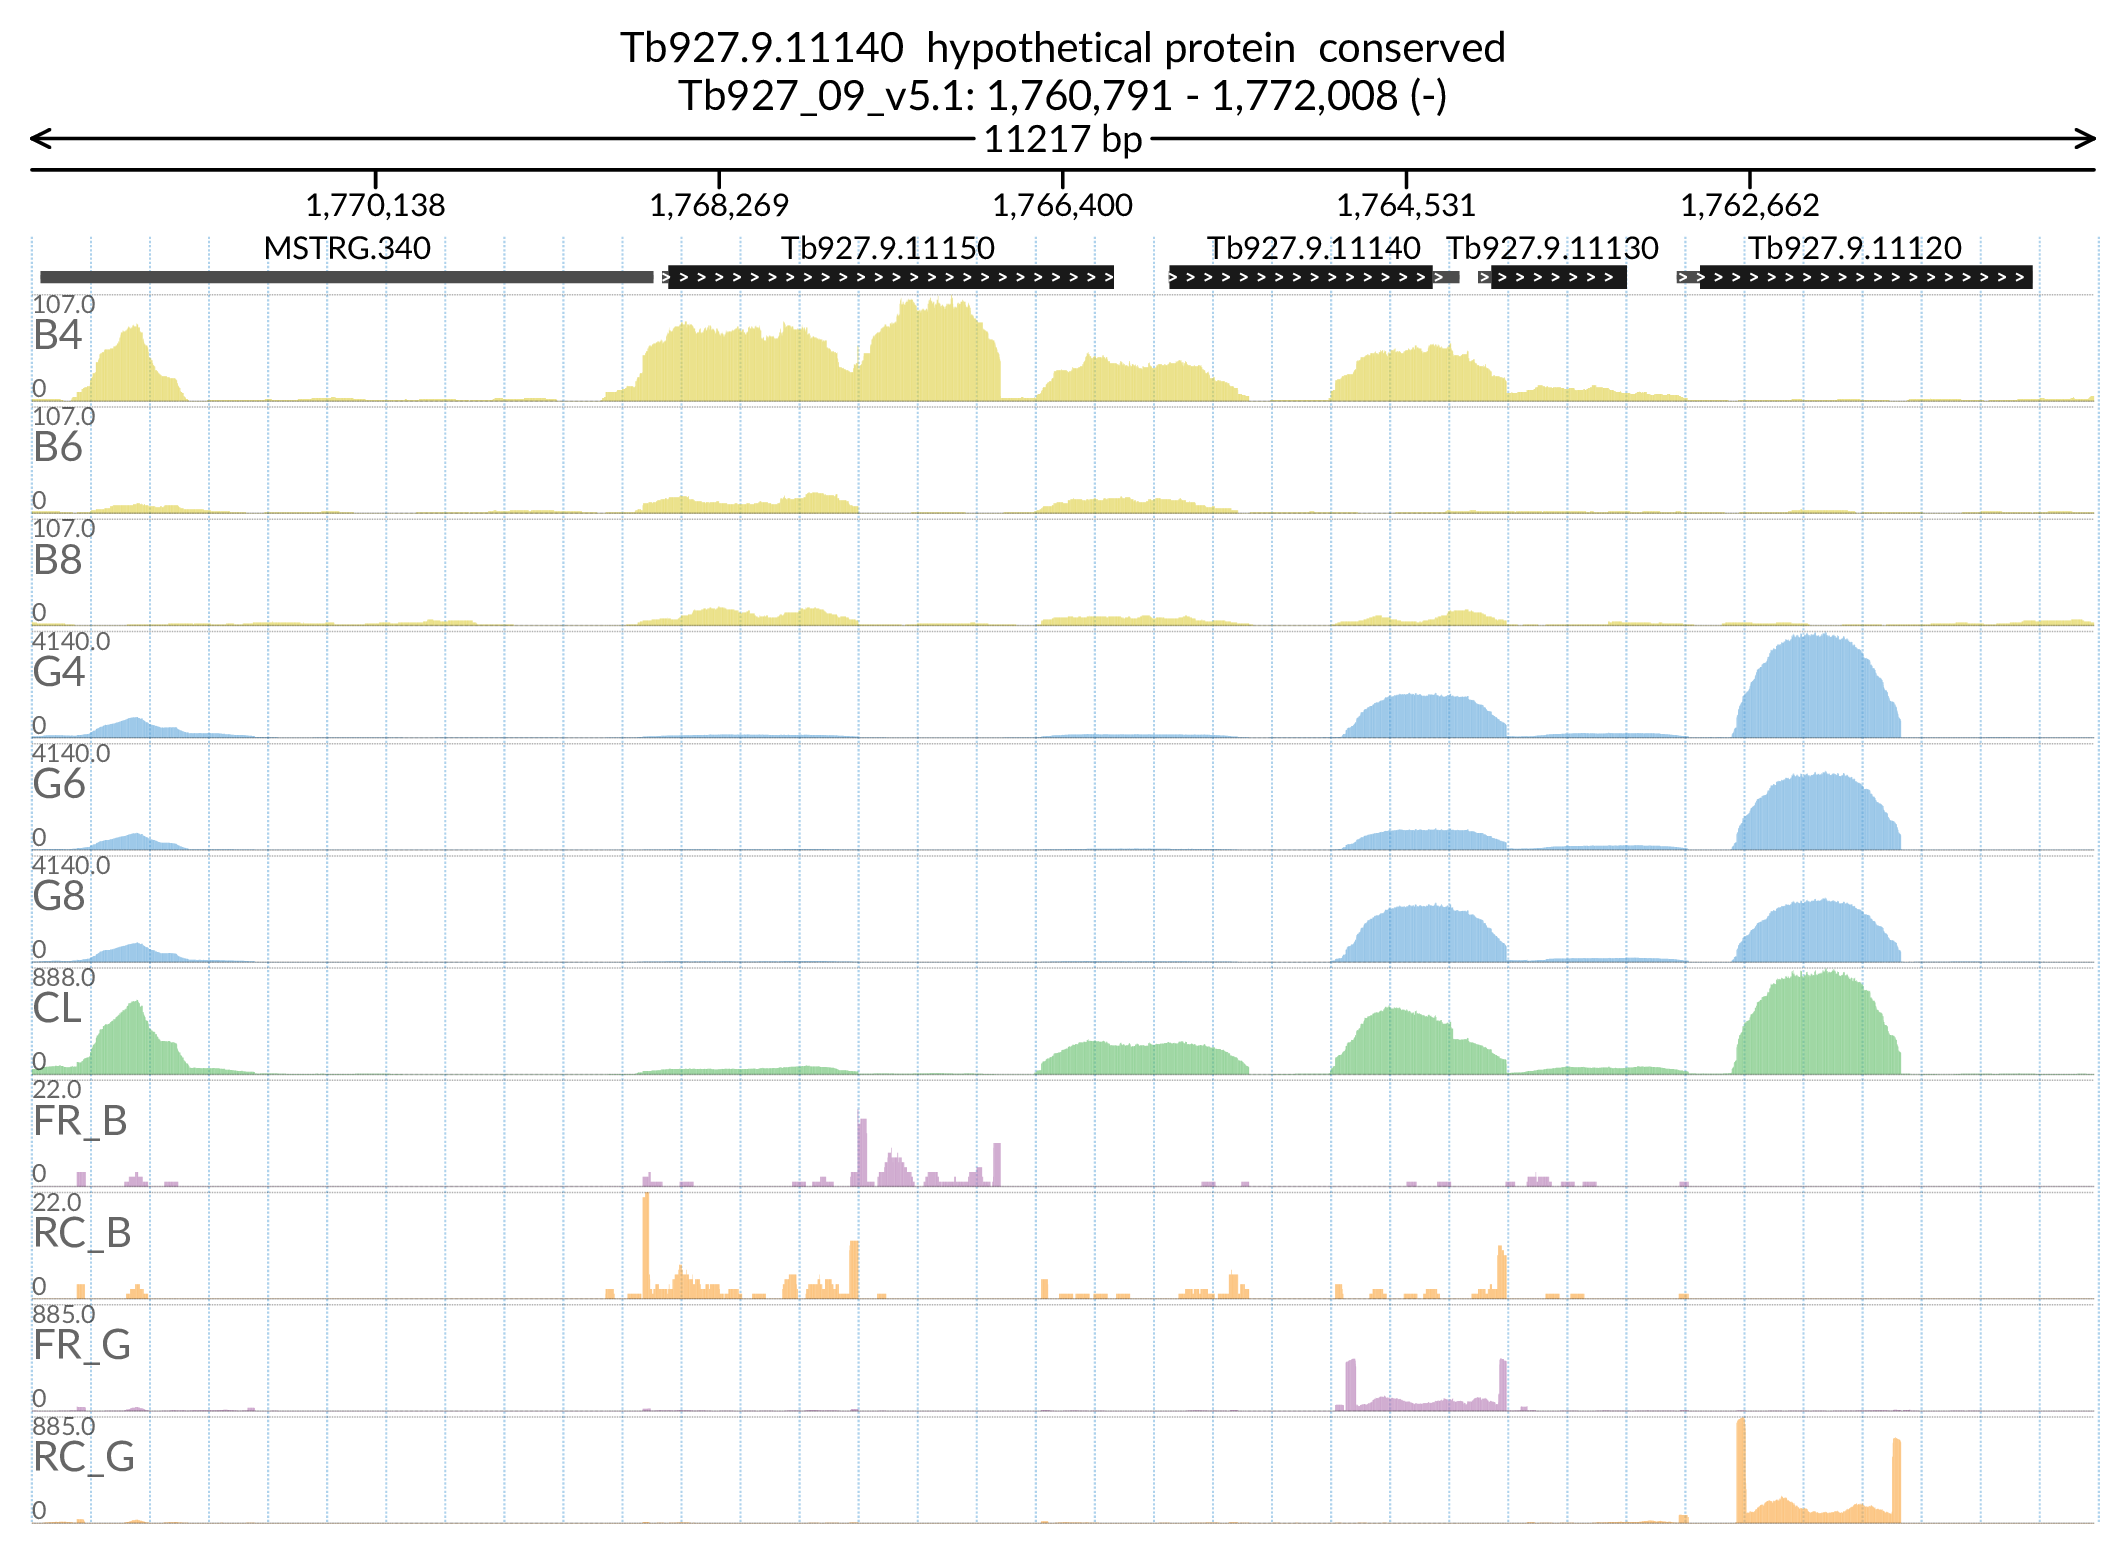 Tb927.9.11140 hypothetical protein conserved
Tb927_09_v5.1: 1,760,791 - 1,772,008 (-)
11217 bp
1,770,138 1,768,269 1,766,400 1,764,531 1,762,662
MSTRG.340 Tb927.9.11150 Tb927.9.11140 Tb927.9.11130 Tb927.9.11120
107.0
B4
0
107.0
B6
0
107.0
B8
0
4140.0
G4
0
4140.0
G6
0
4140.0
G8
0
888.0
CL
0
22.0
FR_B
0
22.0
RC_B
0
885.0
FR_G
0
885.0
RC_G
0